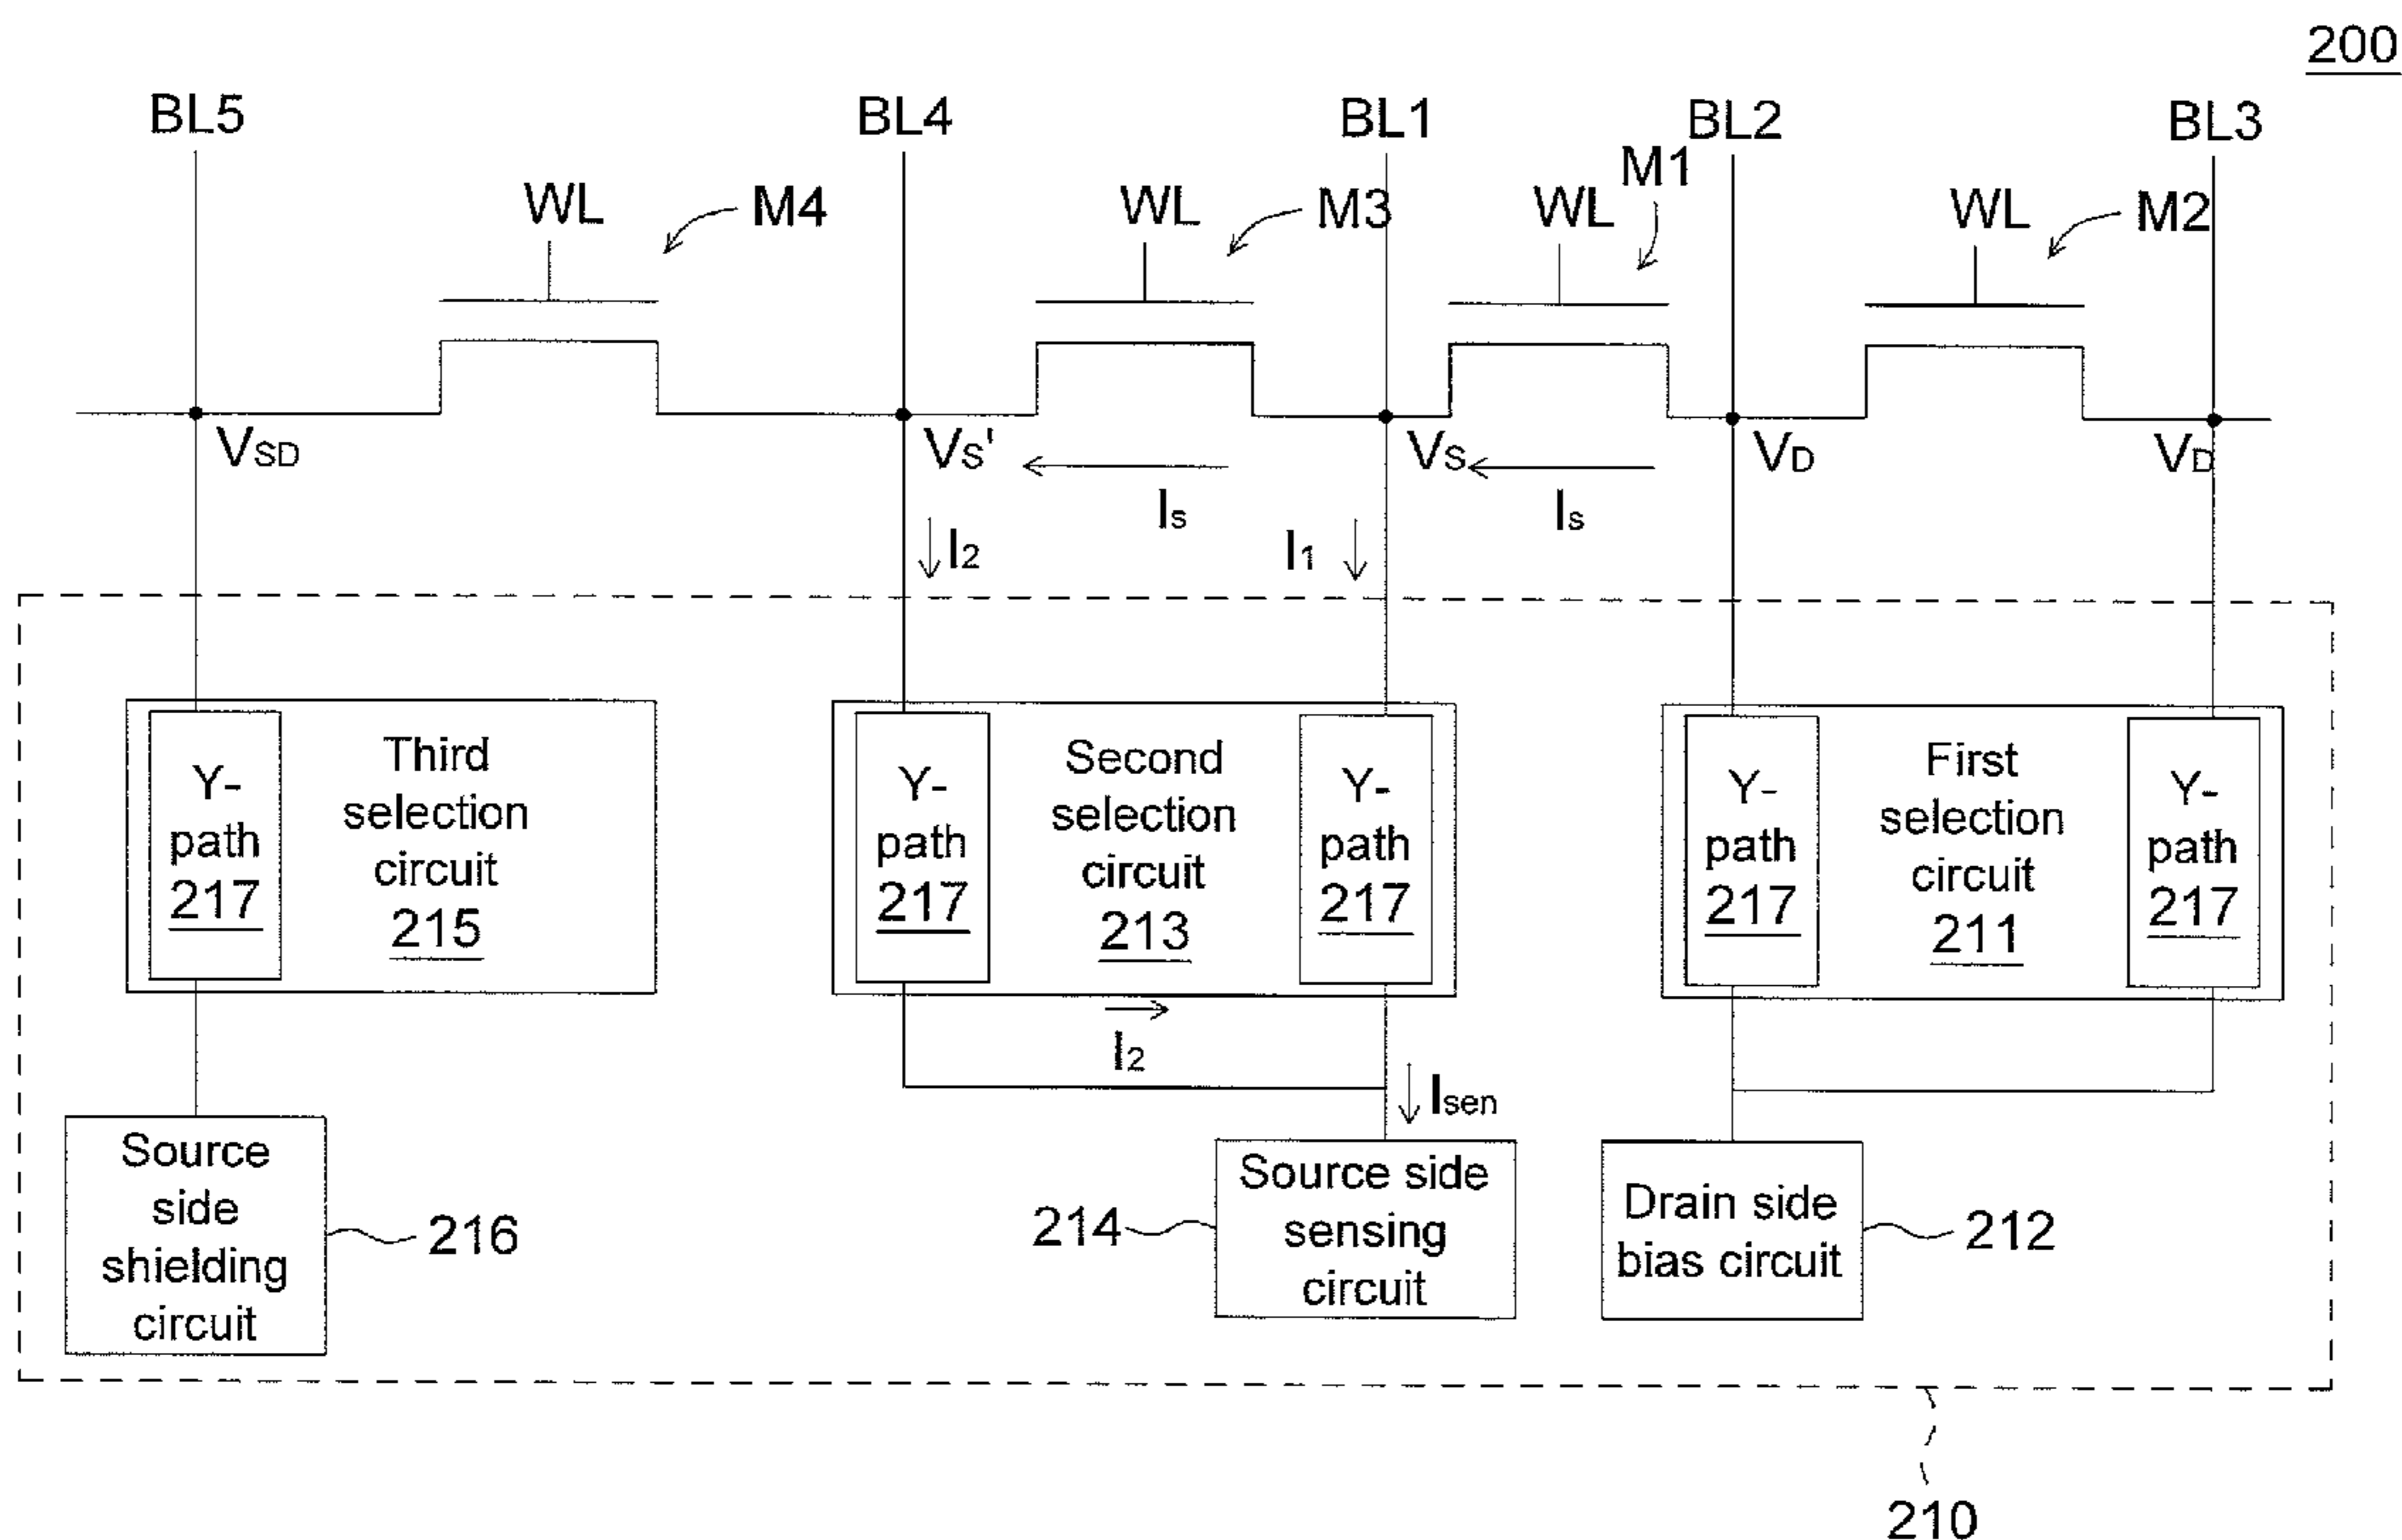 200
BL5
BL4
BL1
BL2
BL3
WL
M4
WL
M3
WL
M1
WL
M2
VSD
VS'
VS
VD
VD
Is
Is
I2
I1
Y-
path
217
Third
selection
circuit
215
Y-
path
217
Second
selection
circuit
213
Y-
path
217
Y-
path
217
First
selection
circuit
211
Y-
path
217
I2
Isen
Source
side
shielding
circuit
216
214
Source side
sensing
circuit
Drain side
bias circuit
212
210